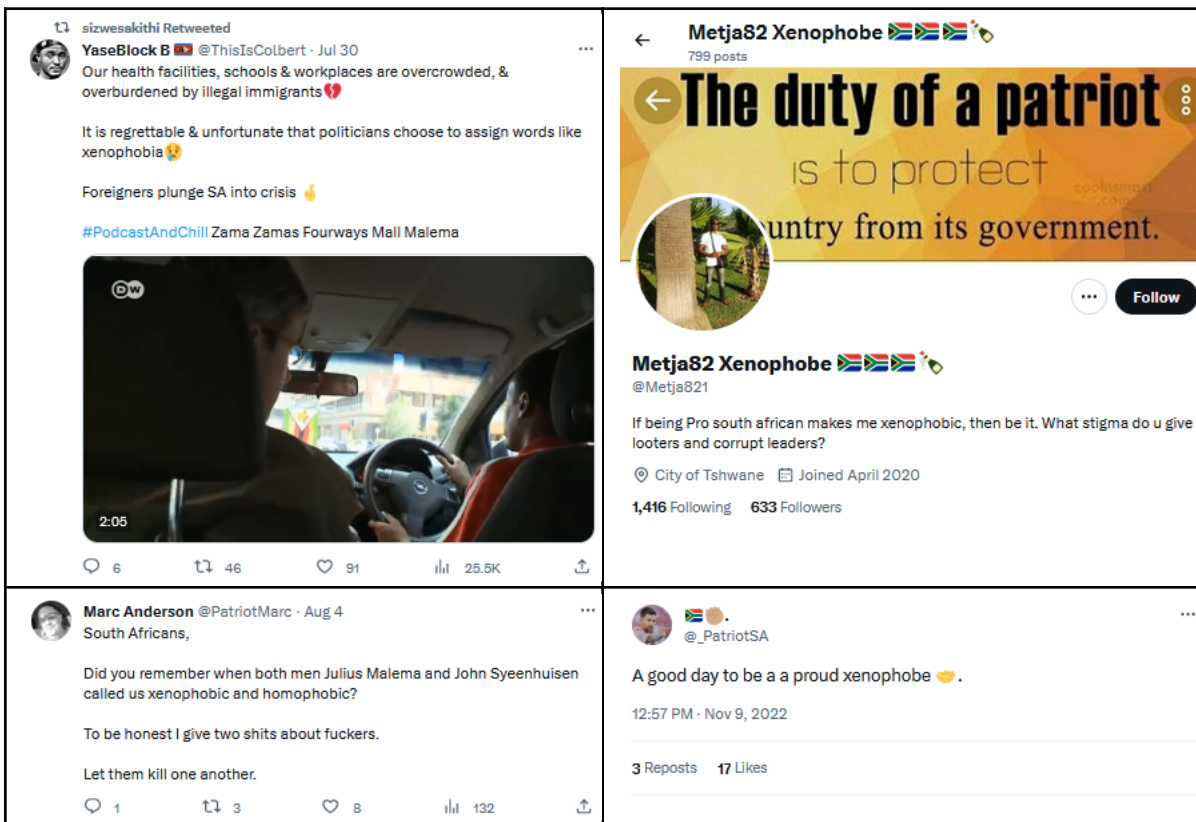 sizwesakithi Retweeted
YaseBlock B 🇸🇿 @ThisIsColbert · Jul 30
Our health facilities, schools & workplaces are overcrowded, &
overburdened by illegal immigrants💔
It is regrettable & unfortunate that politicians choose to assign words like
xenophobia😢
Foreigners plunge SA into crisis 🤞
#PodcastAndChill Zama Zamas Fourways Mall Malema
DW
2:05
6 46 91 25.5K
Metja82 Xenophobe 🇿🇦🇿🇦🇿🇦🍾
799 posts
The duty of a patriot
is to protect
untry from its government.
Follow
Metja82 Xenophobe 🇿🇦🇿🇦🇿🇦🍾
@Metja821
If being Pro south african makes me xenophobic, then be it. What stigma do u give
looters and corrupt leaders?
City of Tshwane Joined April 2020
1,416 Following 633 Followers
Marc Anderson @PatriotMarc · Aug 4
South Africans,
Did you remember when both men Julius Malema and John Syeenhuisen
called us xenophobic and homophobic?
To be honest I give two shits about fuckers.
Let them kill one another.
1 3 8 132
🇿🇦✊🏽.
@_PatriotSA
A good day to be a a proud xenophobe 🤝.
12:57 PM · Nov 9, 2022
3 Reposts 17 Likes